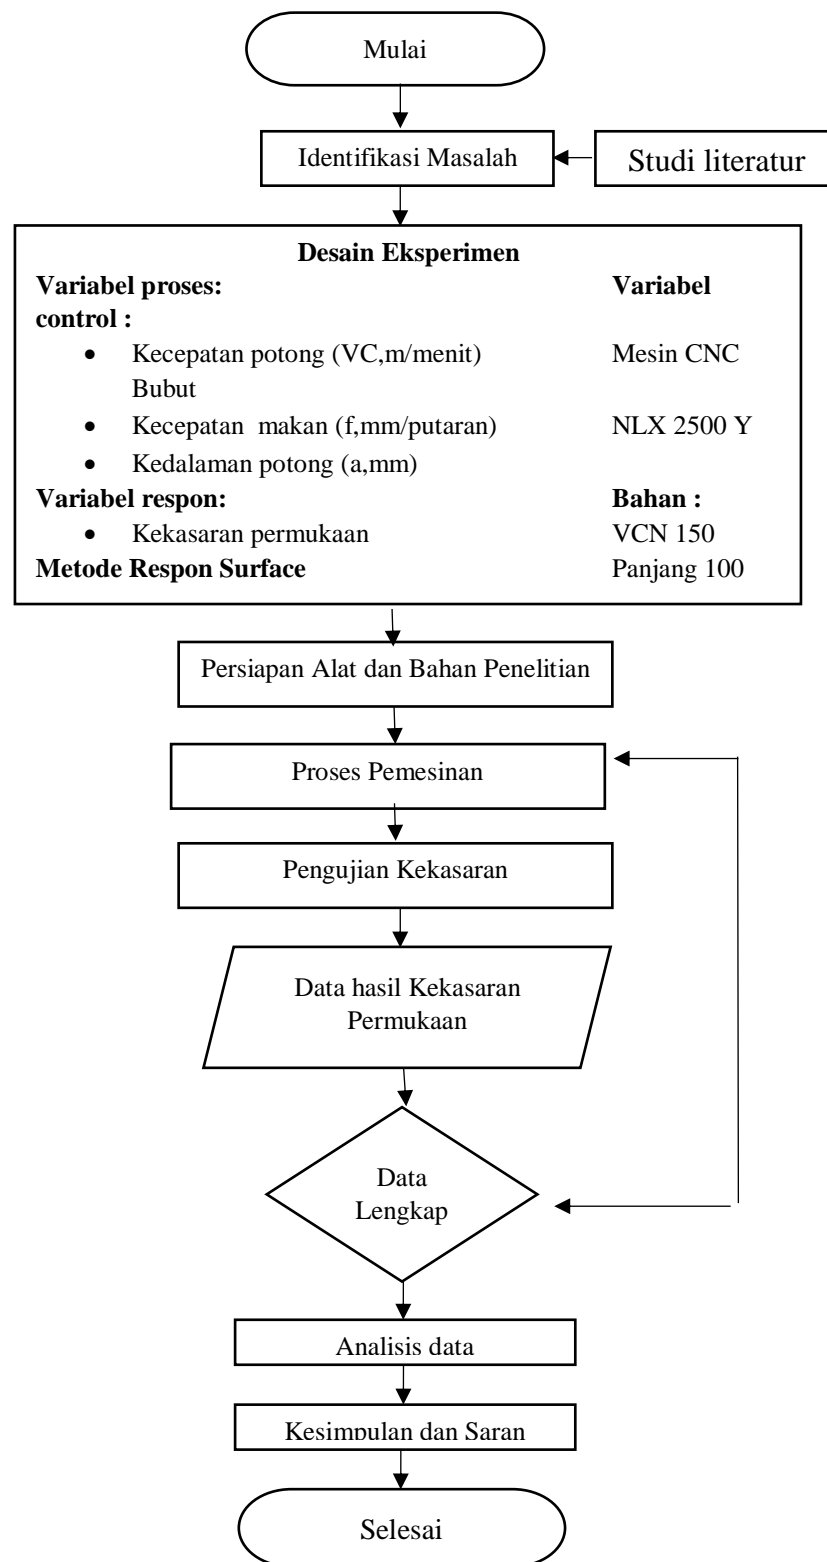 Mulai
Identifikasi Masalah
Studi literatur
Desain Eksperimen
Variabel proses: Variabel
control :
• Kecepatan potong (VC,m/menit) Mesin CNC
Bubut
• Kecepatan  makan (f,mm/putaran) NLX 2500 Y
• Kedalaman potong (a,mm)
Variabel respon: Bahan :
• Kekasaran permukaan VCN 150
Metode Respon Surface Panjang 100
Persiapan Alat dan Bahan Penelitian
Proses Pemesinan
Pengujian Kekasaran
Data hasil Kekasaran
Permukaan
Data
Lengkap
Analisis data
Kesimpulan dan Saran
Selesai